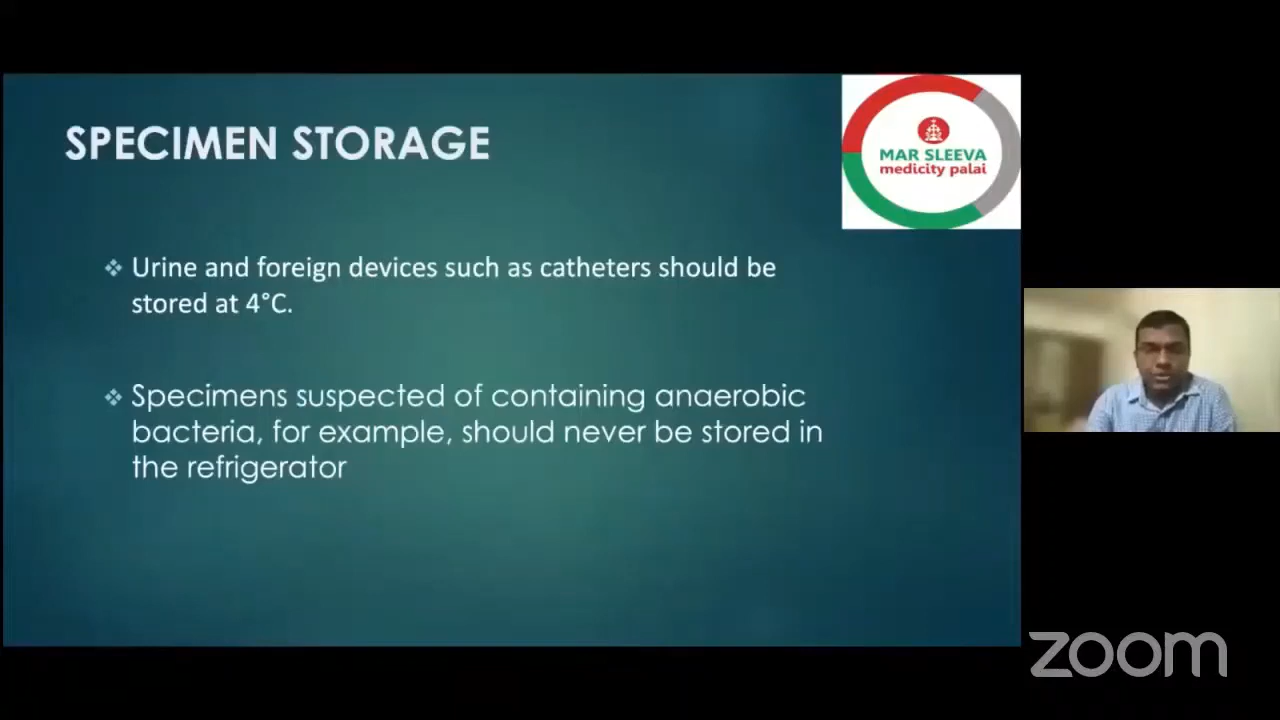 SPECIMEN STORAGE
MAR SLEEVA
medicity palai
❖ Urine and foreign devices such as catheters should be
stored at 4°C.
❖ Specimens suspected of containing anaerobic
bacteria, for example, should never be stored in
the refrigerator
zoom